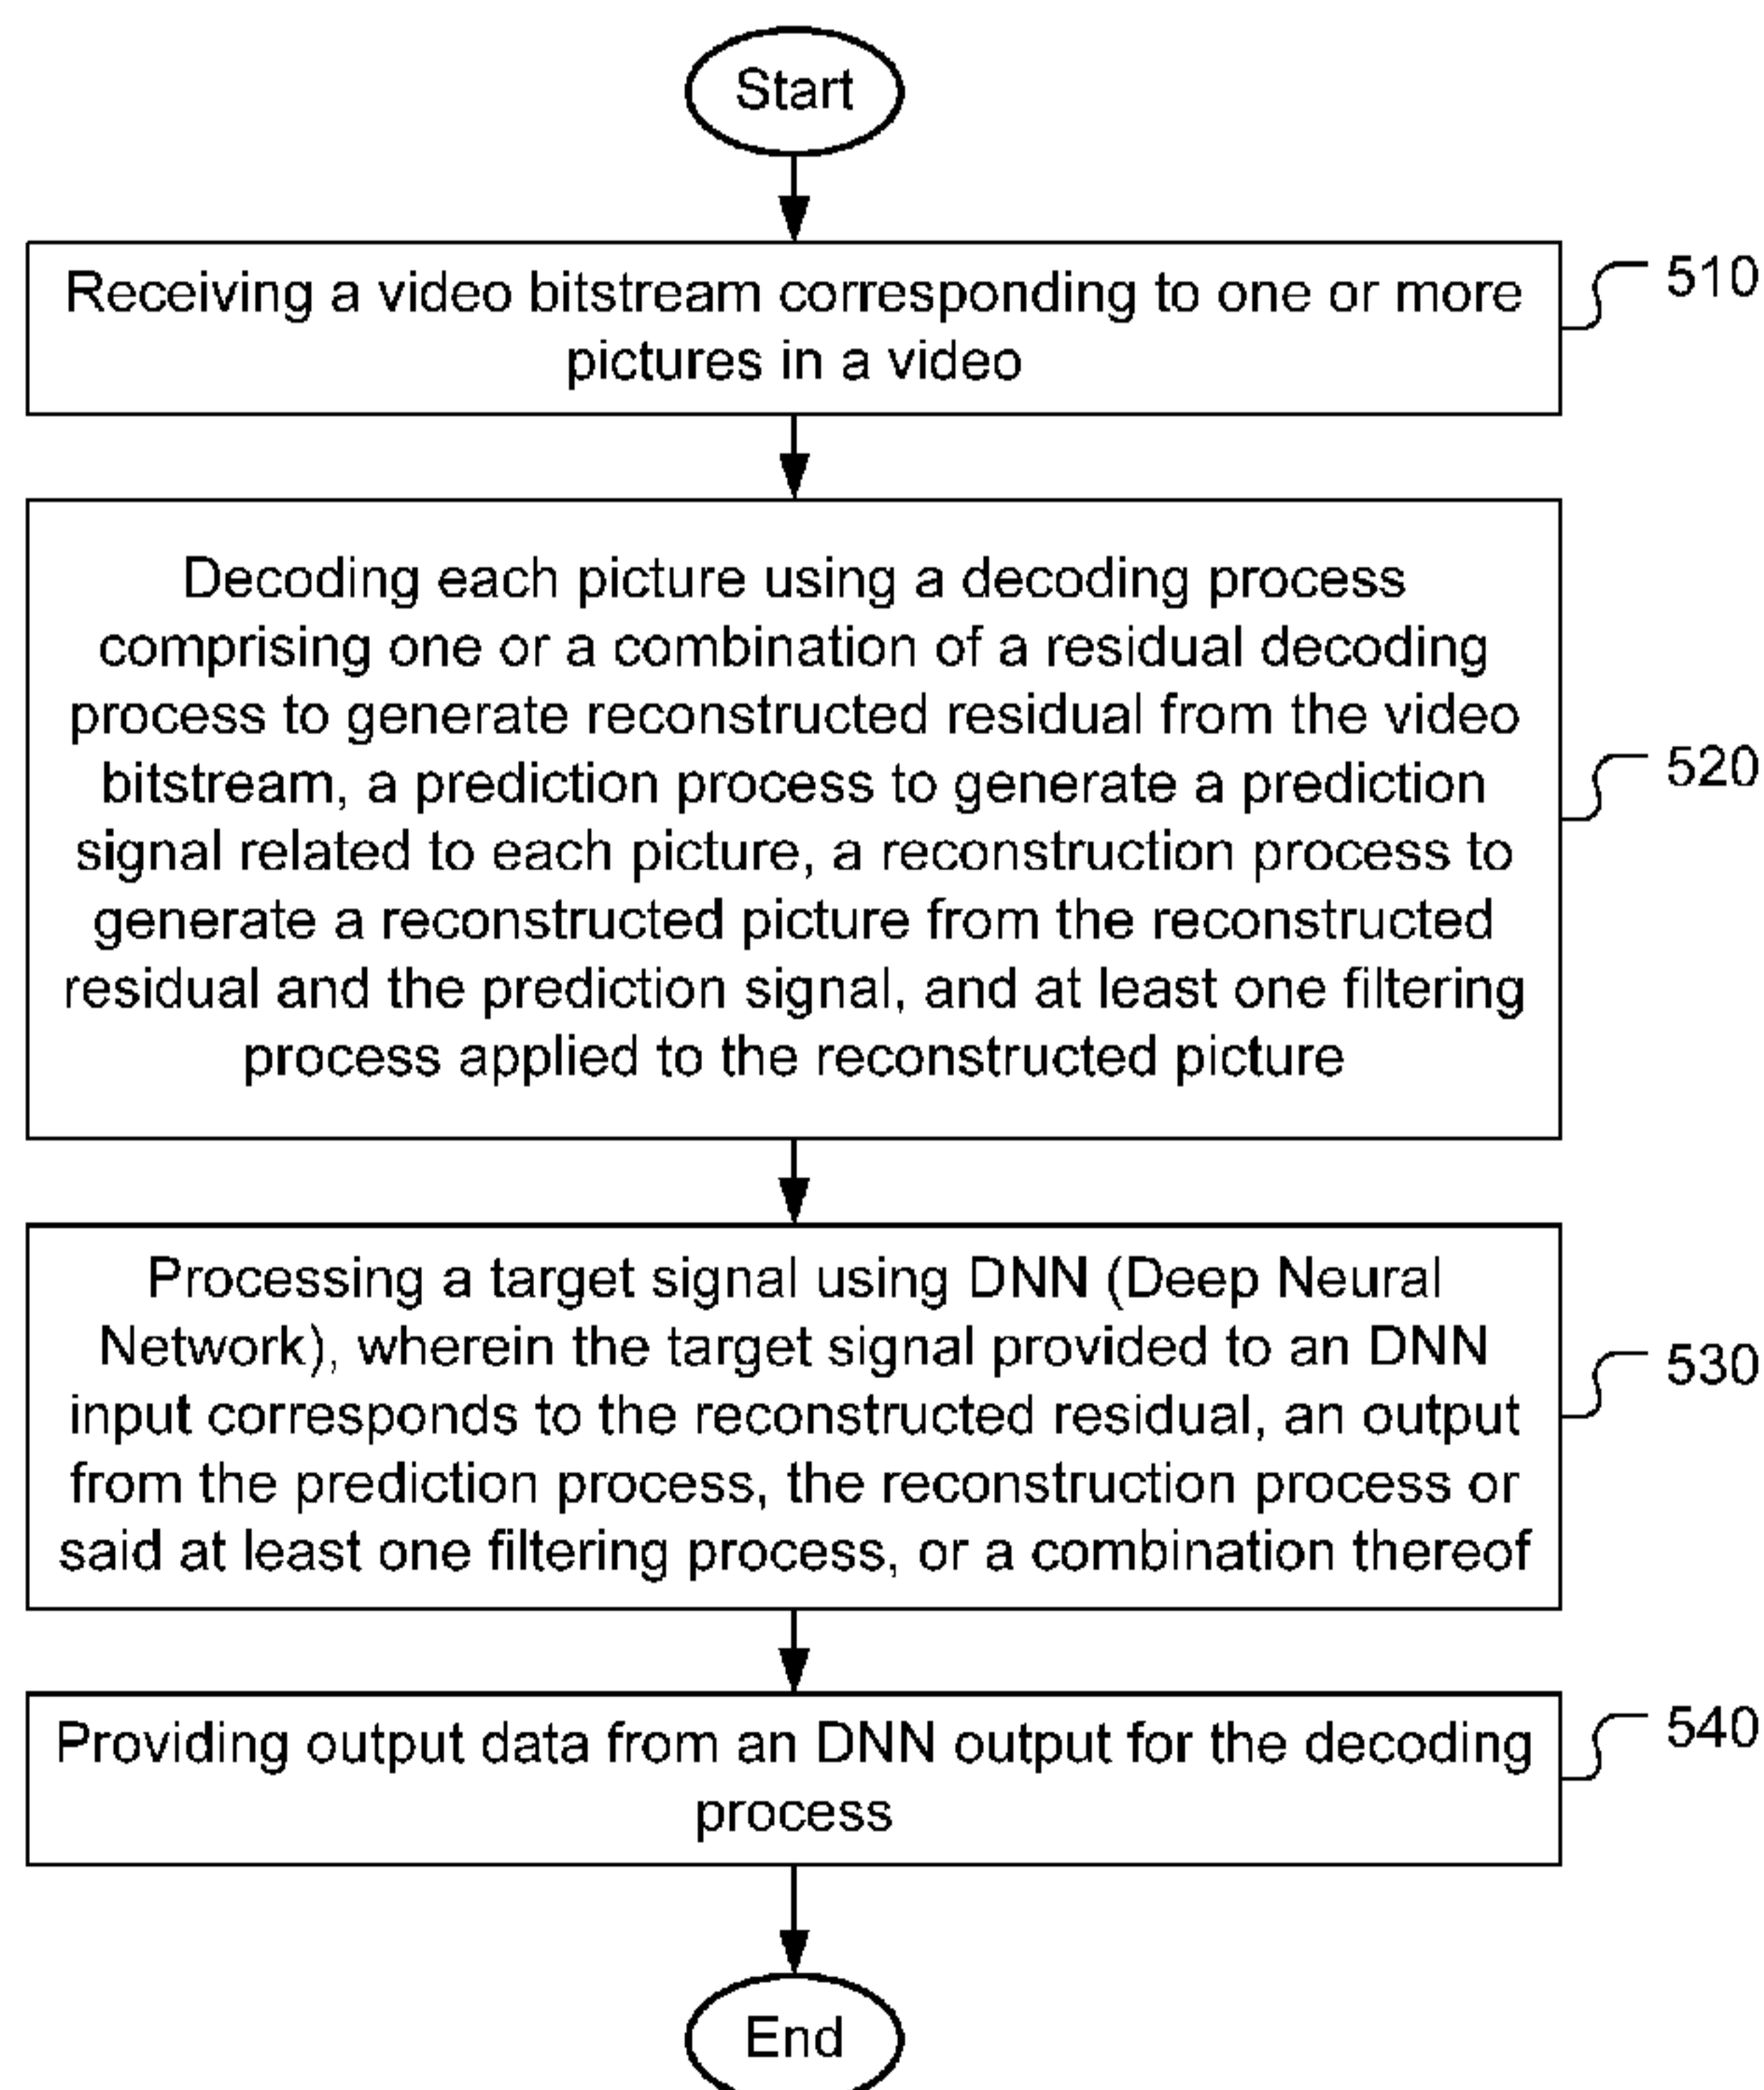 Start
Receiving a video bitstream corresponding to one or more
pictures in a video
510
Decoding each picture using a decoding process
comprising one or a combination of a residual decoding
process to generate reconstructed residual from the video
bitstream, a prediction process to generate a prediction
signal related to each picture, a reconstruction process to
generate a reconstructed picture from the reconstructed
residual and the prediction signal, and at least one filtering
process applied to the reconstructed picture
520
Processing a target signal using DNN (Deep Neural
Network), wherein the target signal provided to an DNN
input corresponds to the reconstructed residual, an output
from the prediction process, the reconstruction process or
said at least one filtering process, or a combination thereof
530
Providing output data from an DNN output for the decoding
process
540
End